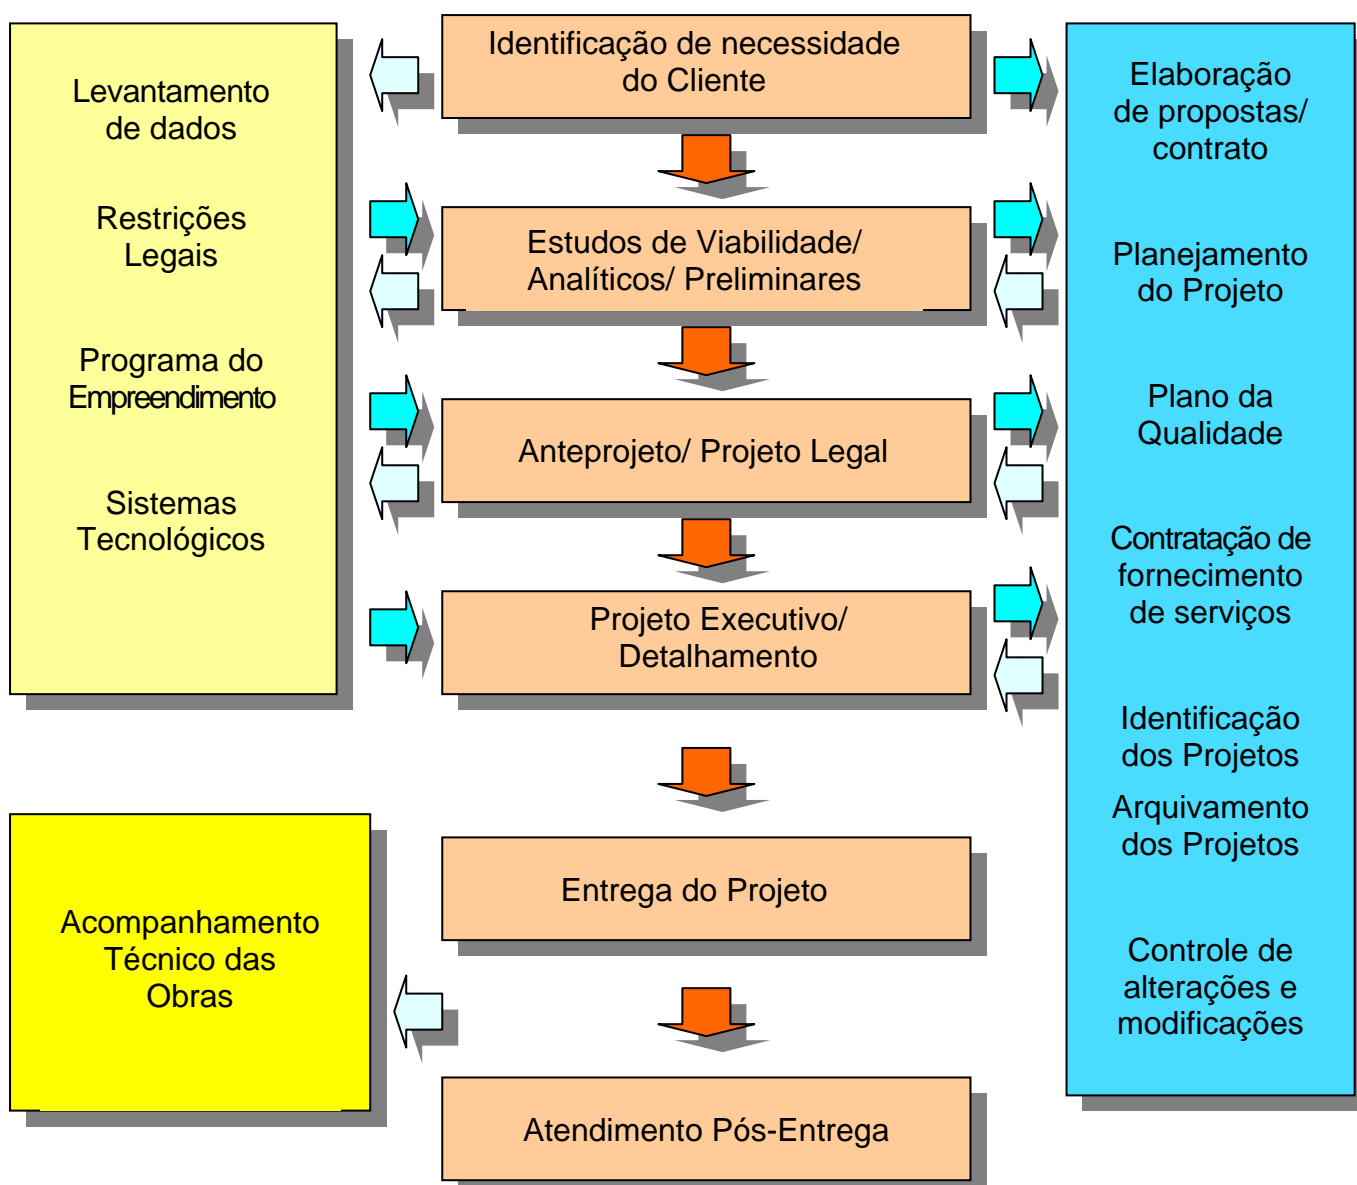 Identificação de necessidade
do Cliente
Levantamento
de dados
Restrições
Legais
Programa do
Empreendimento
Sistemas
Tecnológicos
Estudos de Viabilidade/
Analíticos/ Preliminares
Anteprojeto/ Projeto Legal
Projeto Executivo/
Detalhamento
Entrega do Projeto
Atendimento Pós-Entrega
Acompanhamento
Técnico das
Obras
Elaboração
de propostas/
contrato
Planejamento
do Projeto
Plano da
Qualidade
Contratação de
fornecimento
de serviços
Identificação
dos Projetos
Arquivamento
dos Projetos
Controle de
alterações e
modificações